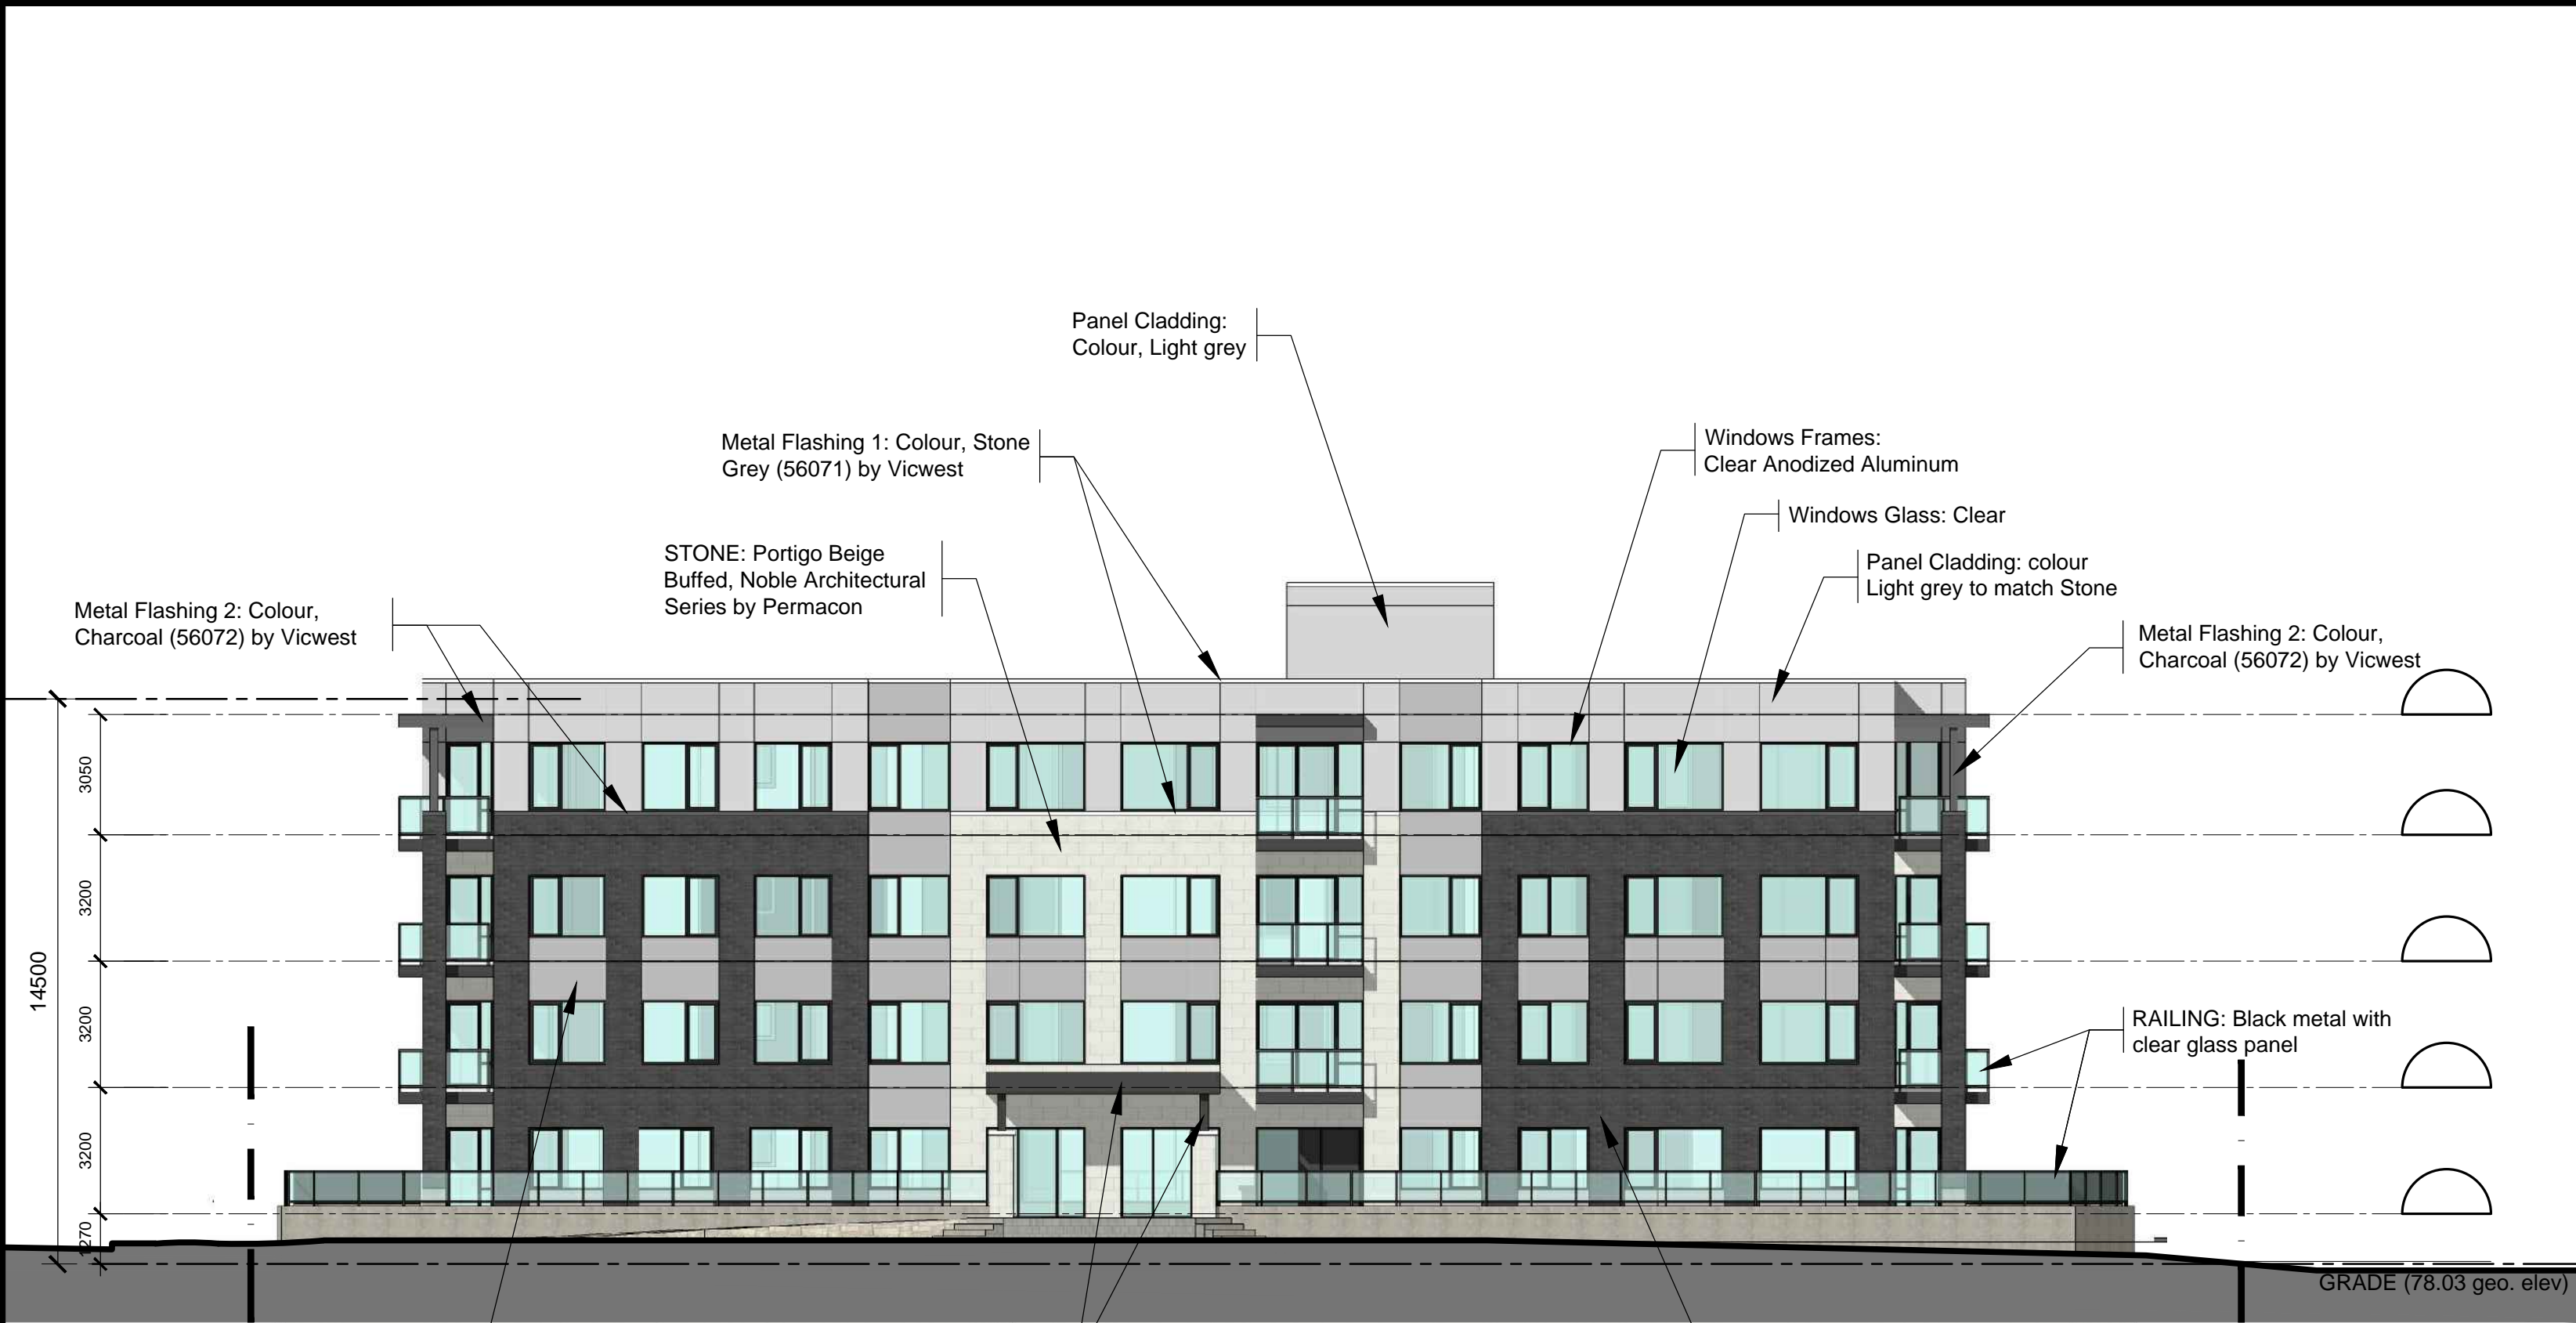 Panel Cladding:
Colour, Light grey
Metal Flashing 1: Colour, Stone
Grey (56071) by Vicwest
Windows Frames:
Clear Anodized Aluminum
Windows Glass: Clear
STONE: Portigo Beige
Buffed, Noble Architectural
Series by Permacon
Panel Cladding: colour
Light grey to match Stone
Metal Flashing 2: Colour,
Charcoal (56072) by Vicwest
Metal Flashing 2: Colour,
Charcoal (56072) by Vicwest
3050
3200
14500
3200
RAILING: Black metal with
clear glass panel
3200
1270
GRADE (78.03 geo. elev)